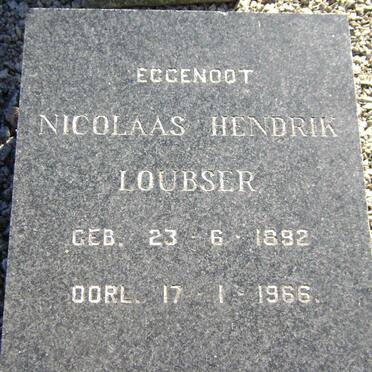 EGGENOOT
NICOLAAS HENDRIK
LOUBSER
GEB. 23 - 6 - 1892
OORL. 17 - 1 - 1966.